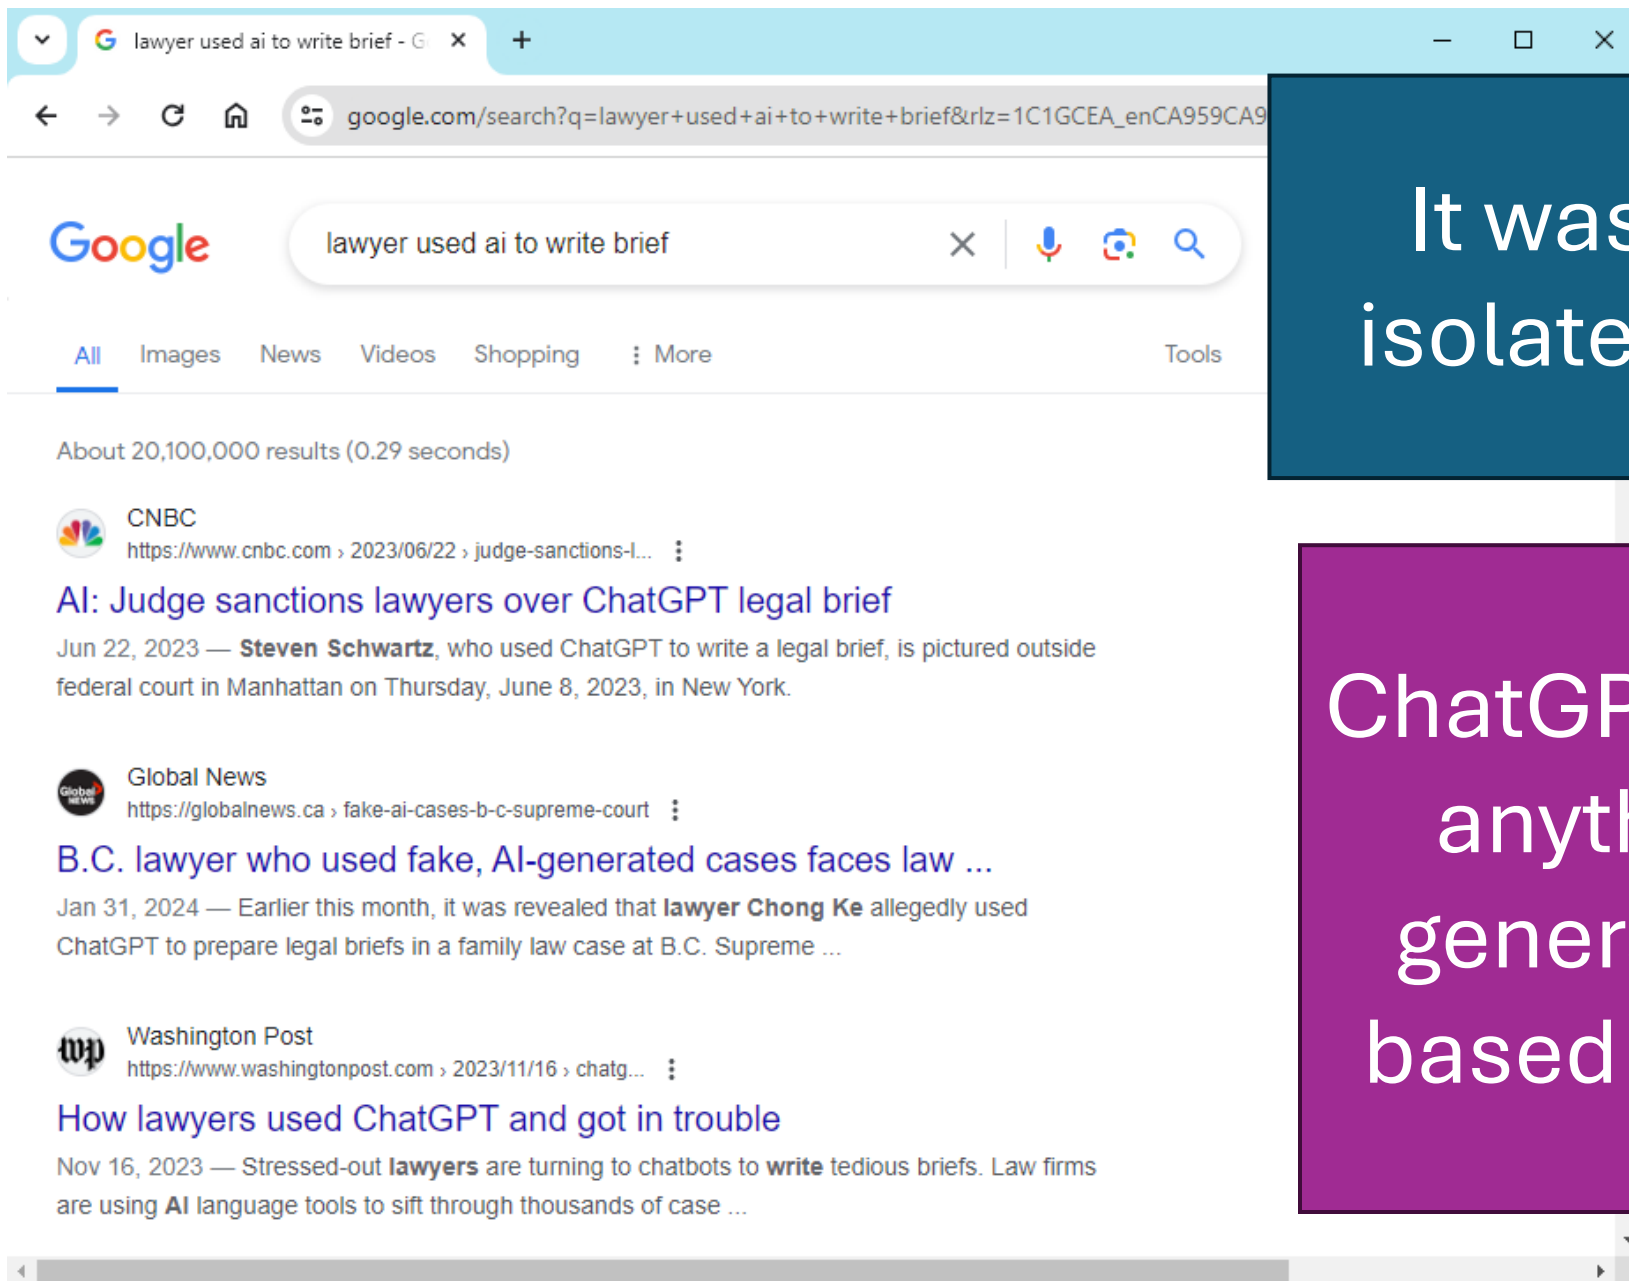 lawyer used ai to write brief - G
google.com/search?q=lawyer+used+ai+to+write+brief&rlz=1C1GCEA_enCA959CA9
Google
lawyer used ai to write brief
All Images News Videos Shopping More Tools
About 20,100,000 results (0.29 seconds)
CNBC
https://www.cnbc.com › 2023/06/22 › judge-sanctions-l...
AI: Judge sanctions lawyers over ChatGPT legal brief
Jun 22, 2023 — Steven Schwartz, who used ChatGPT to write a legal brief, is pictured outside
federal court in Manhattan on Thursday, June 8, 2023, in New York.
Global News
https://globalnews.ca › fake-ai-cases-b-c-supreme-court
B.C. lawyer who used fake, AI-generated cases faces law ...
Jan 31, 2024 — Earlier this month, it was revealed that lawyer Chong Ke allegedly used
ChatGPT to prepare legal briefs in a family law case at B.C. Supreme ...
Washington Post
https://www.washingtonpost.com › 2023/11/16 › chatg...
How lawyers used ChatGPT and got in trouble
Nov 16, 2023 — Stressed-out lawyers are turning to chatbots to write tedious briefs. Law firms
are using AI language tools to sift through thousands of case ...
It was
isolate
ChatGP
anyth
gener
based